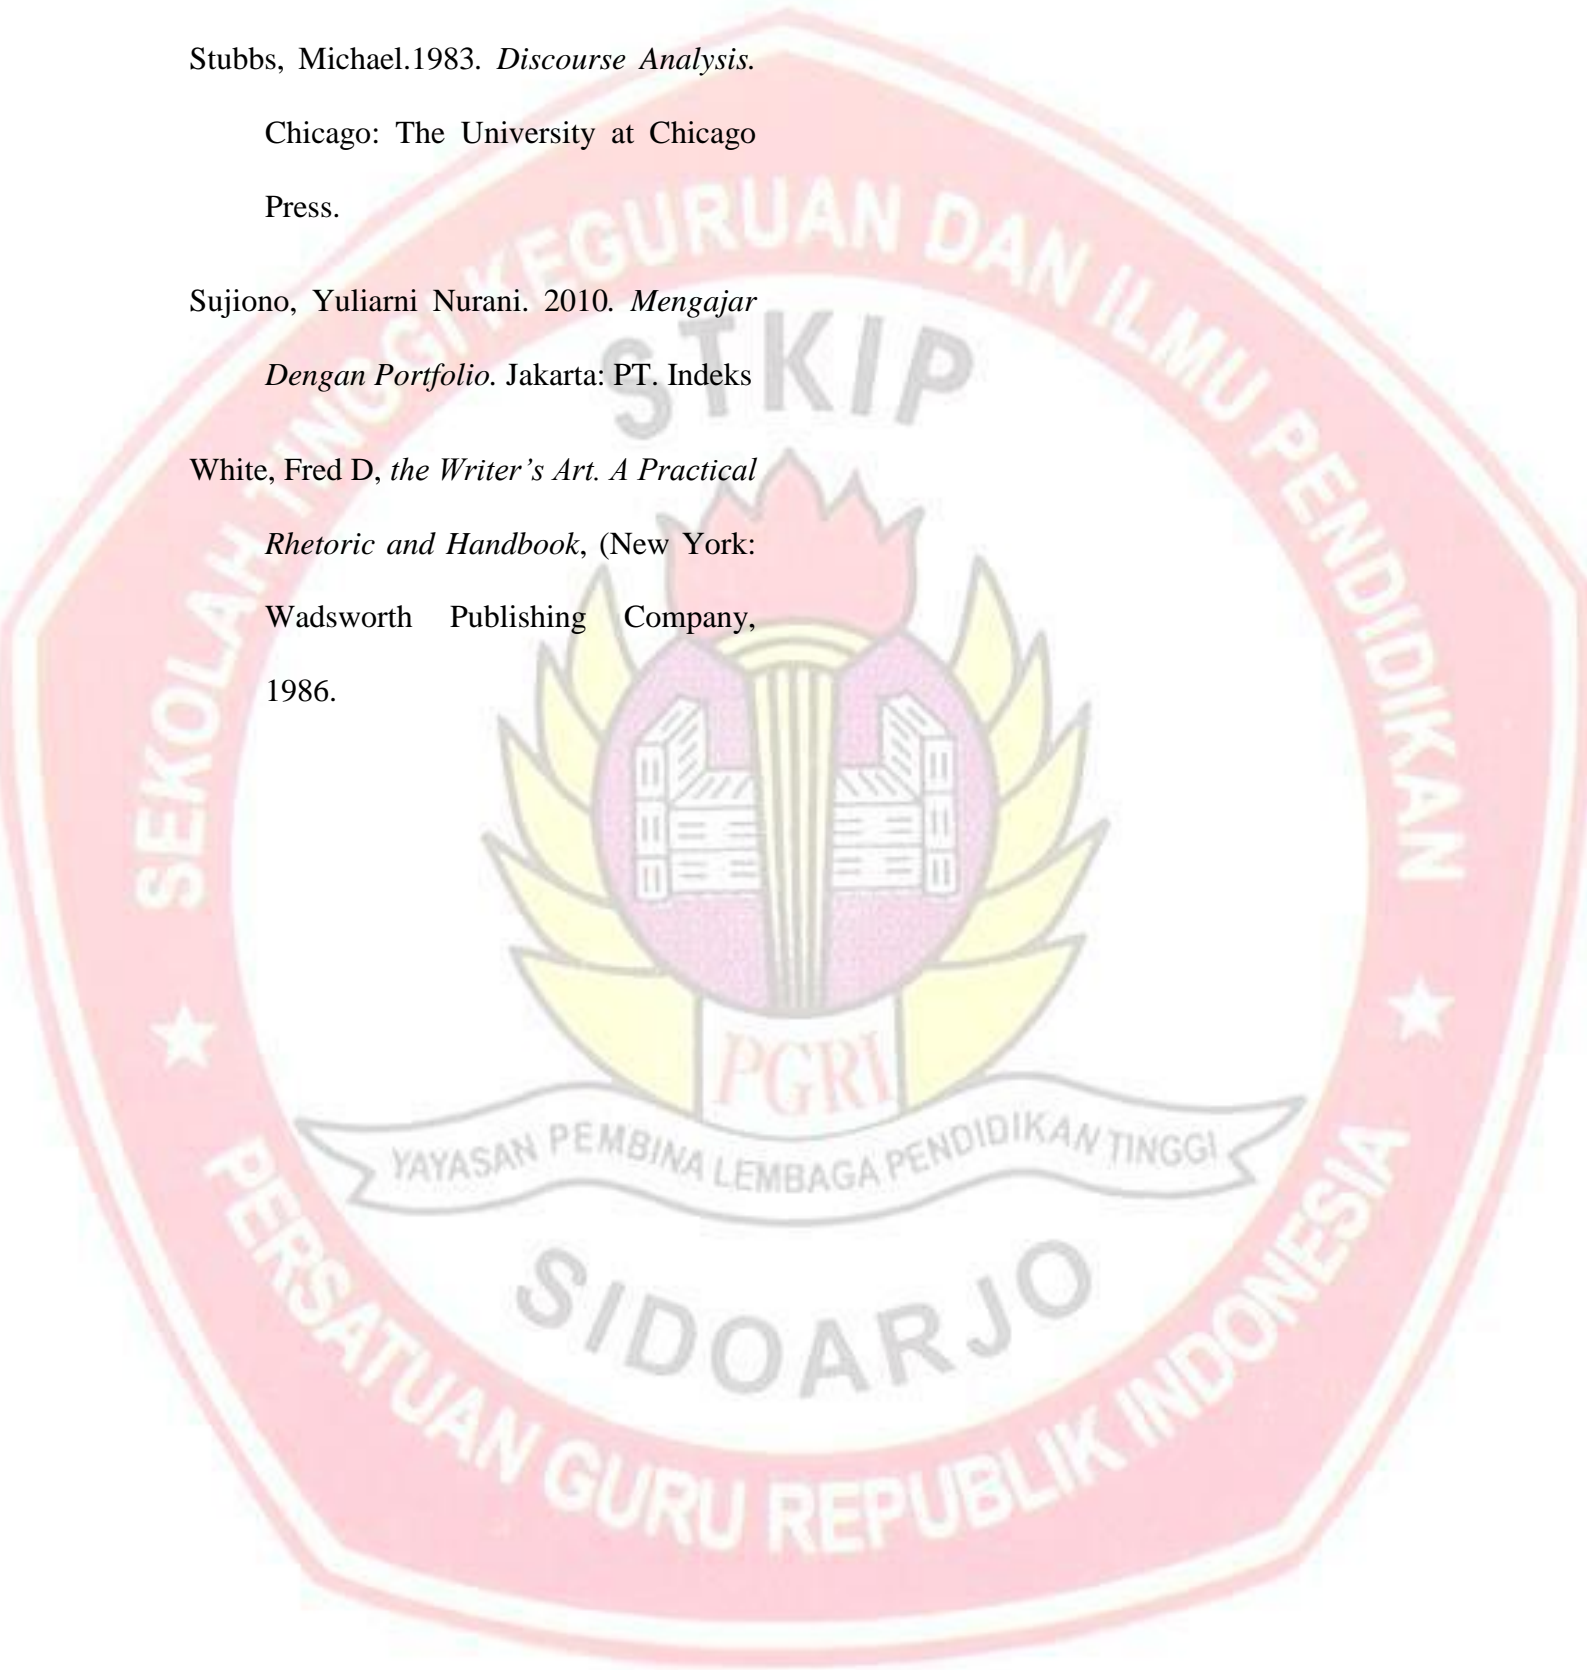 Stubbs, Michael.1983. Discourse Analysis.
Chicago: The University at Chicago
Press.
Sujiono, Yuliarni Nurani. 2010. Mengajar
Dengan Portfolio. Jakarta: PT. Indeks
White, Fred D, the Writer’s Art. A Practical
Rhetoric and Handbook, (New York:
Wadsworth Publishing Company,
1986.
SEKOLAH TINGGI KEGURUAN DAN ILMU PENDIDIKAN
STKIP
PGRI
YAYASAN PEMBINA LEMBAGA PENDIDIKAN TINGGI
SIDOARJO
PERSATUAN GURU REPUBLIK INDONESIA